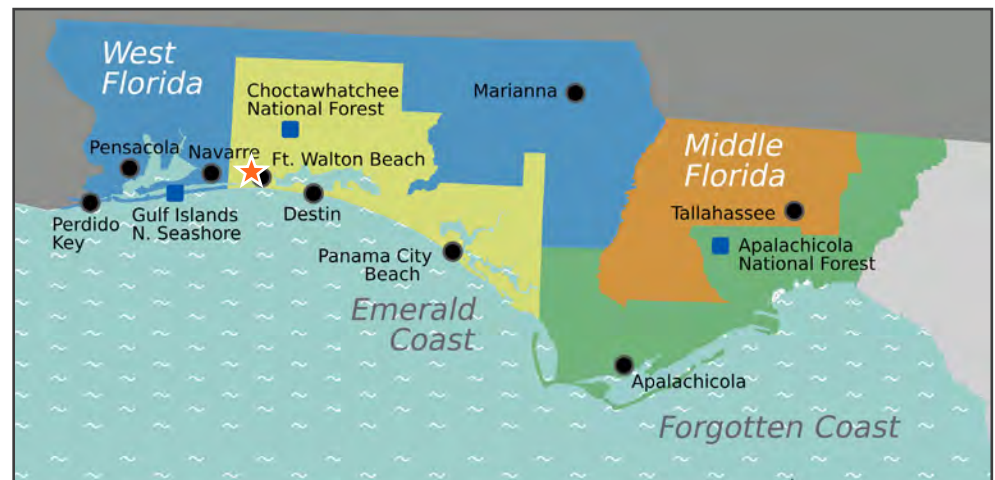 West
Florida
Choctawhatchee
National Forest
Marianna
Pensacola
Navarre
Ft. Walton Beach
Middle
Florida
Perdido
Key
Gulf Islands
N. Seashore
Destin
Tallahassee
Panama City
Beach
Apalachicola
National Forest
Emerald
Coast
Apalachicola
Forgotten Coast